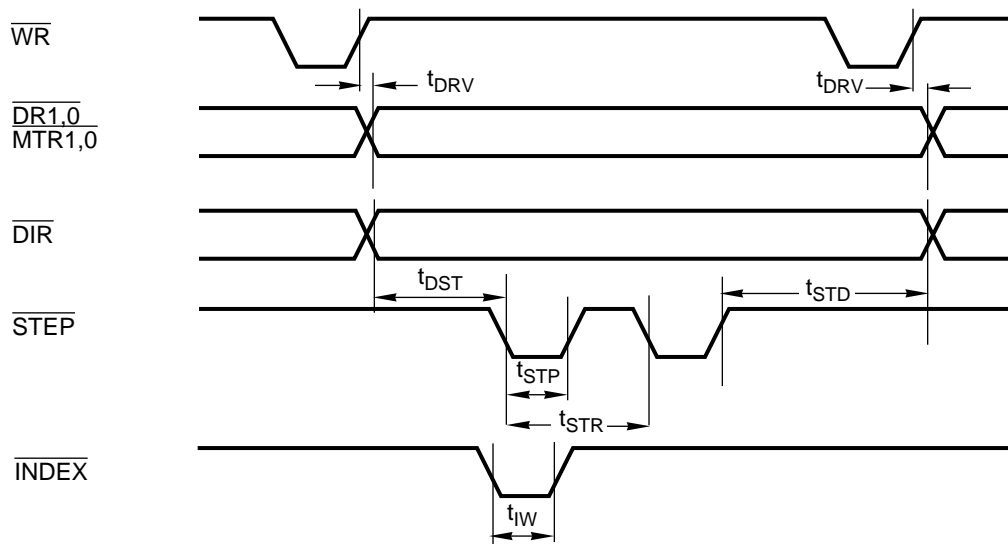 WR
tDRV
tDRV
DR1,0
MTR1,0
DIR
tDST
tSTD
STEP
tSTP
tSTR
INDEX
tIW